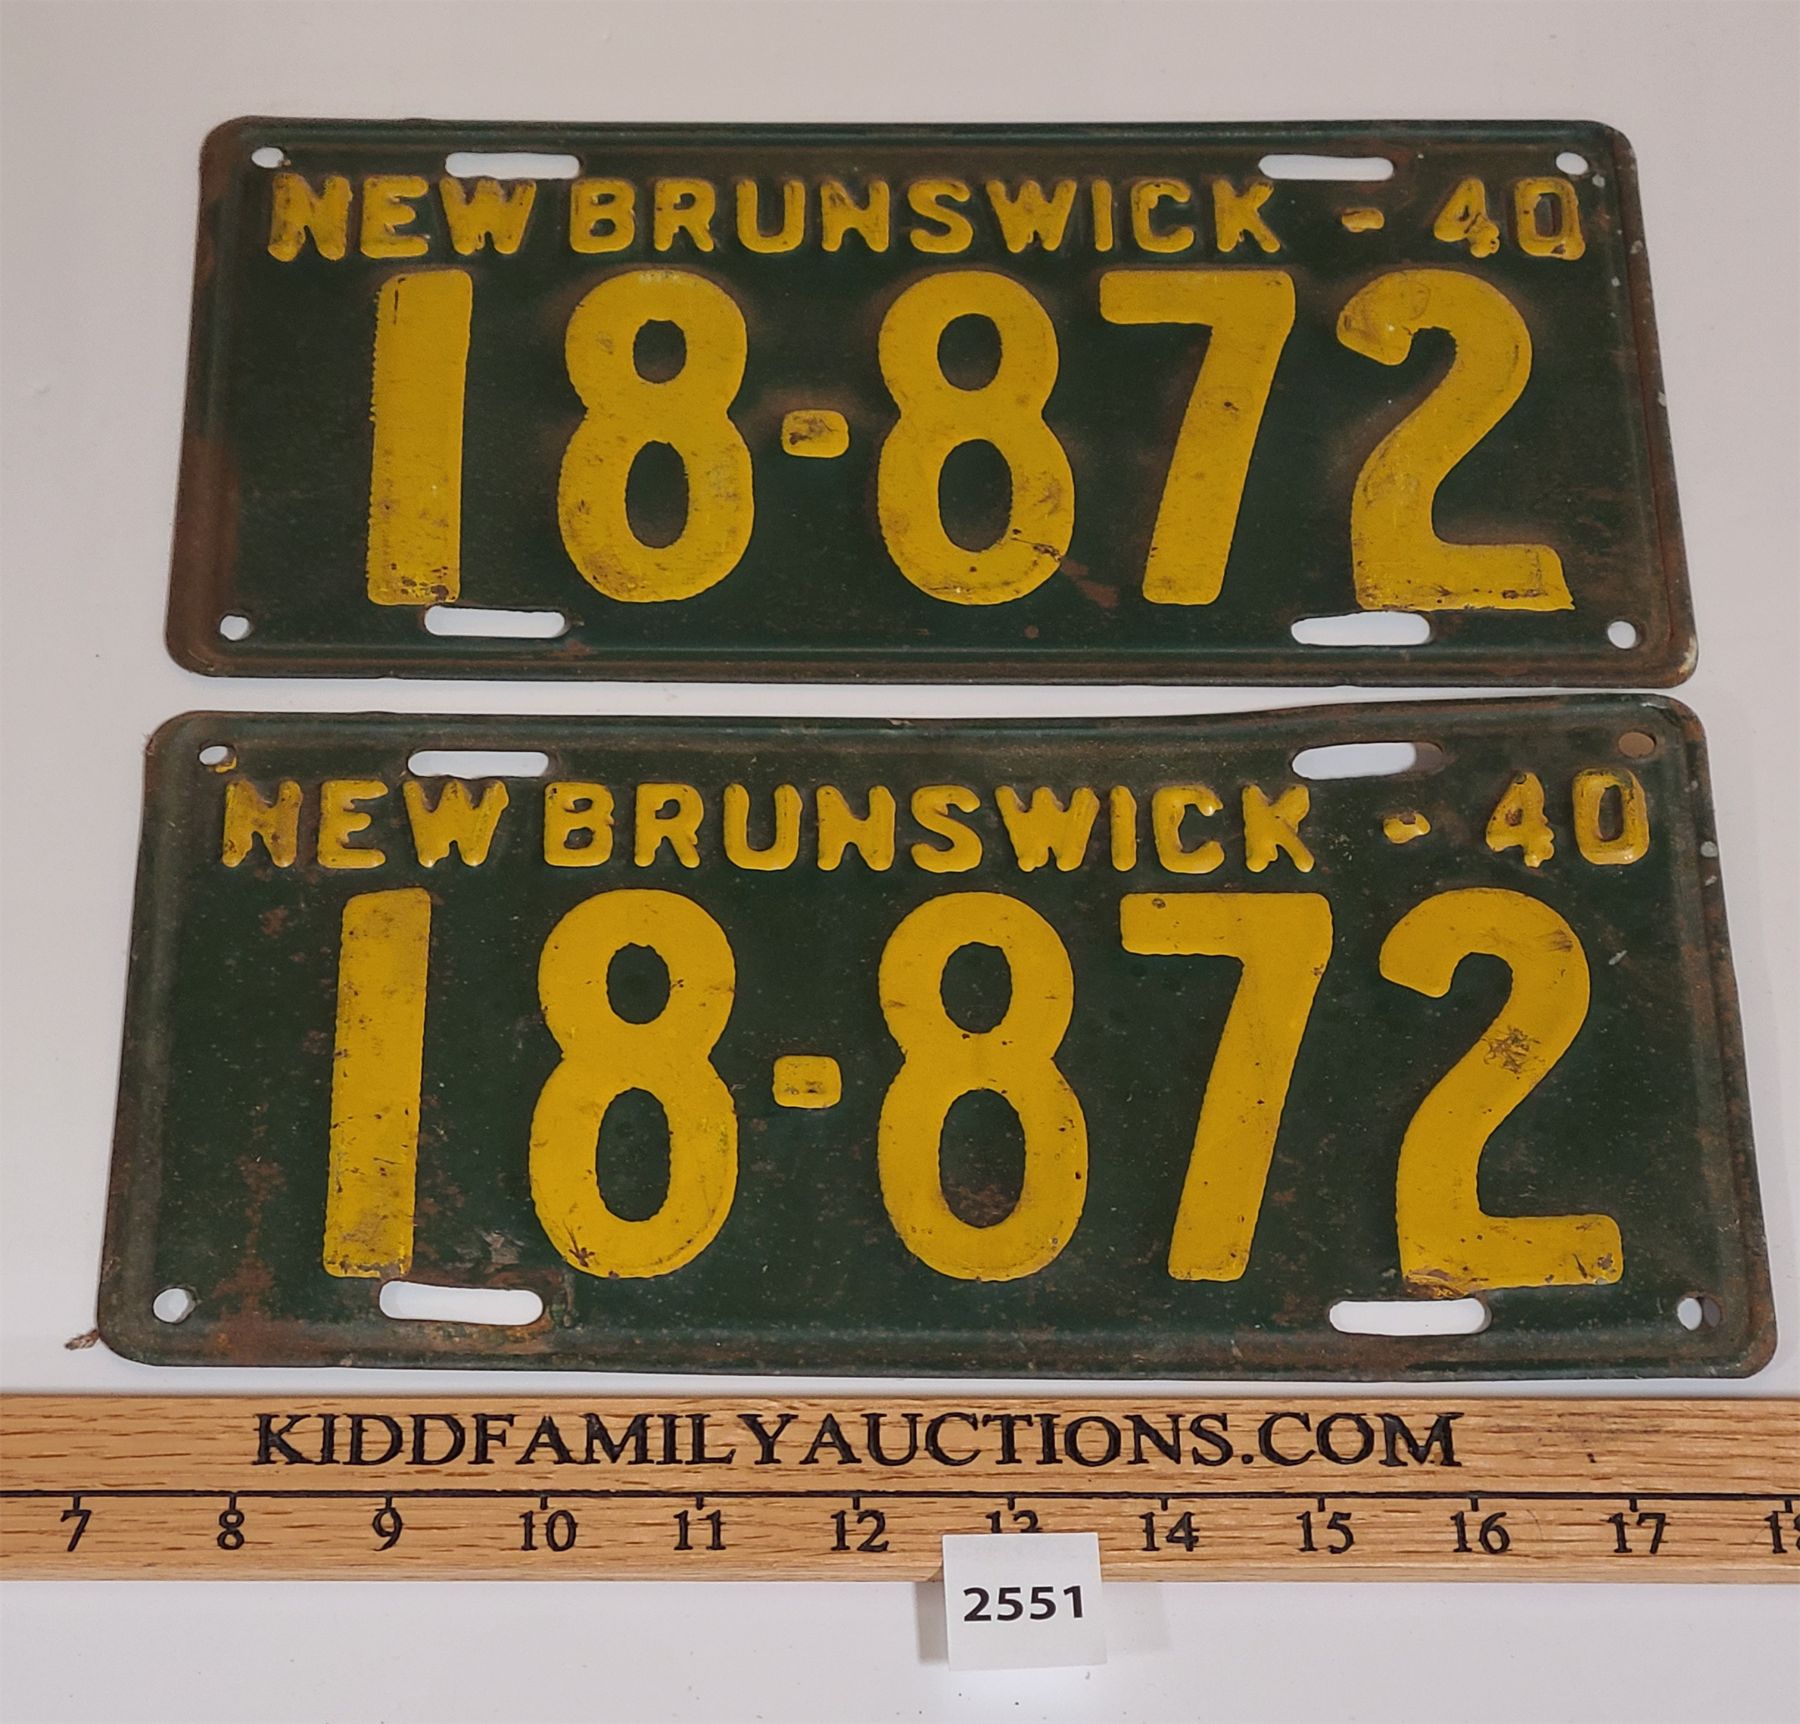 NEW BRUNSWICK - 40
18-872
NEW BRUNSWICK - 40
18-872
KIDDFAMILYAUCTIONS.COM
7 8 9 10 11 12 13 14 15 16 17 18
2551